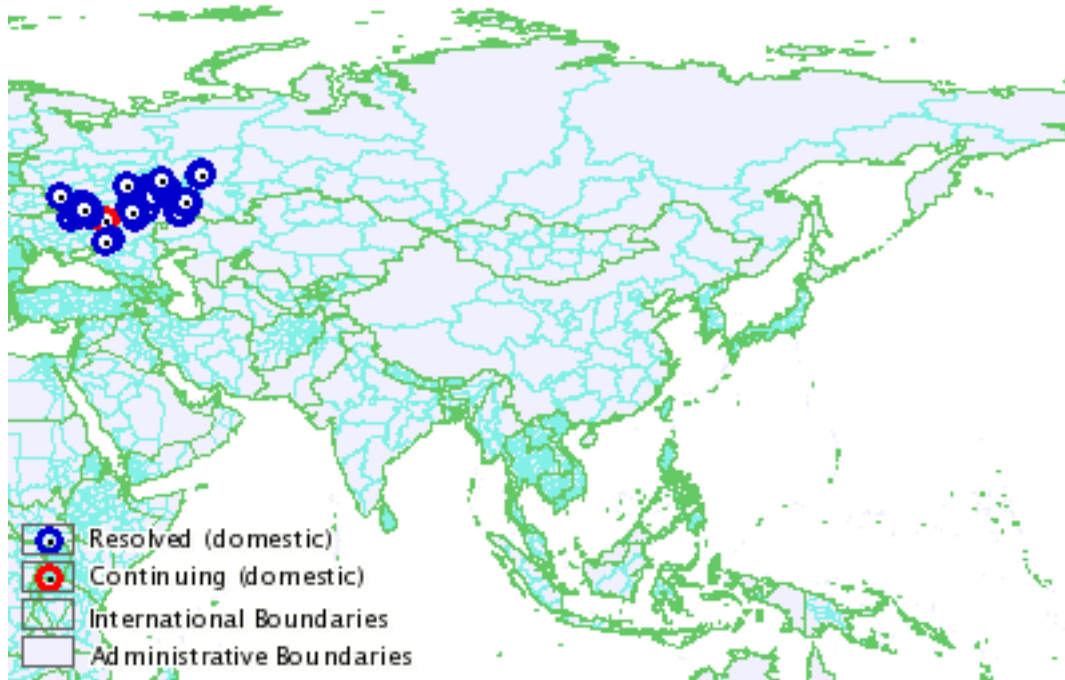 Resolved (domestic)
Continuing (domestic)
International Boundaries
Administrative Boundaries